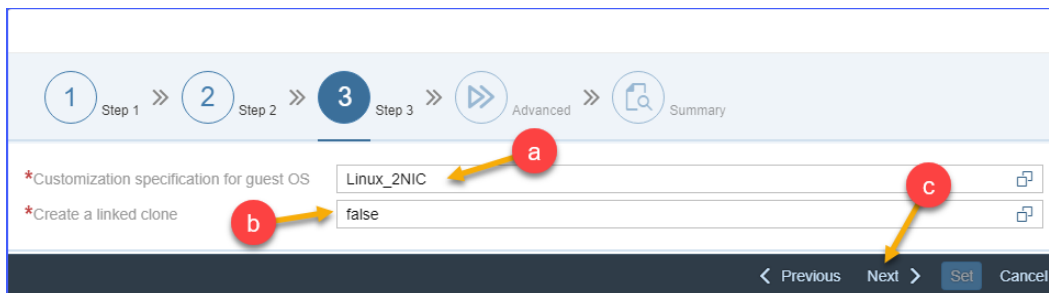 1 Step 1 2 Step 2 3 Step 3 Advanced Summary
a
*Customization specification for guest OS Linux_2NIC
c
*Create a linked clone false
b
Previous Next Set Cancel